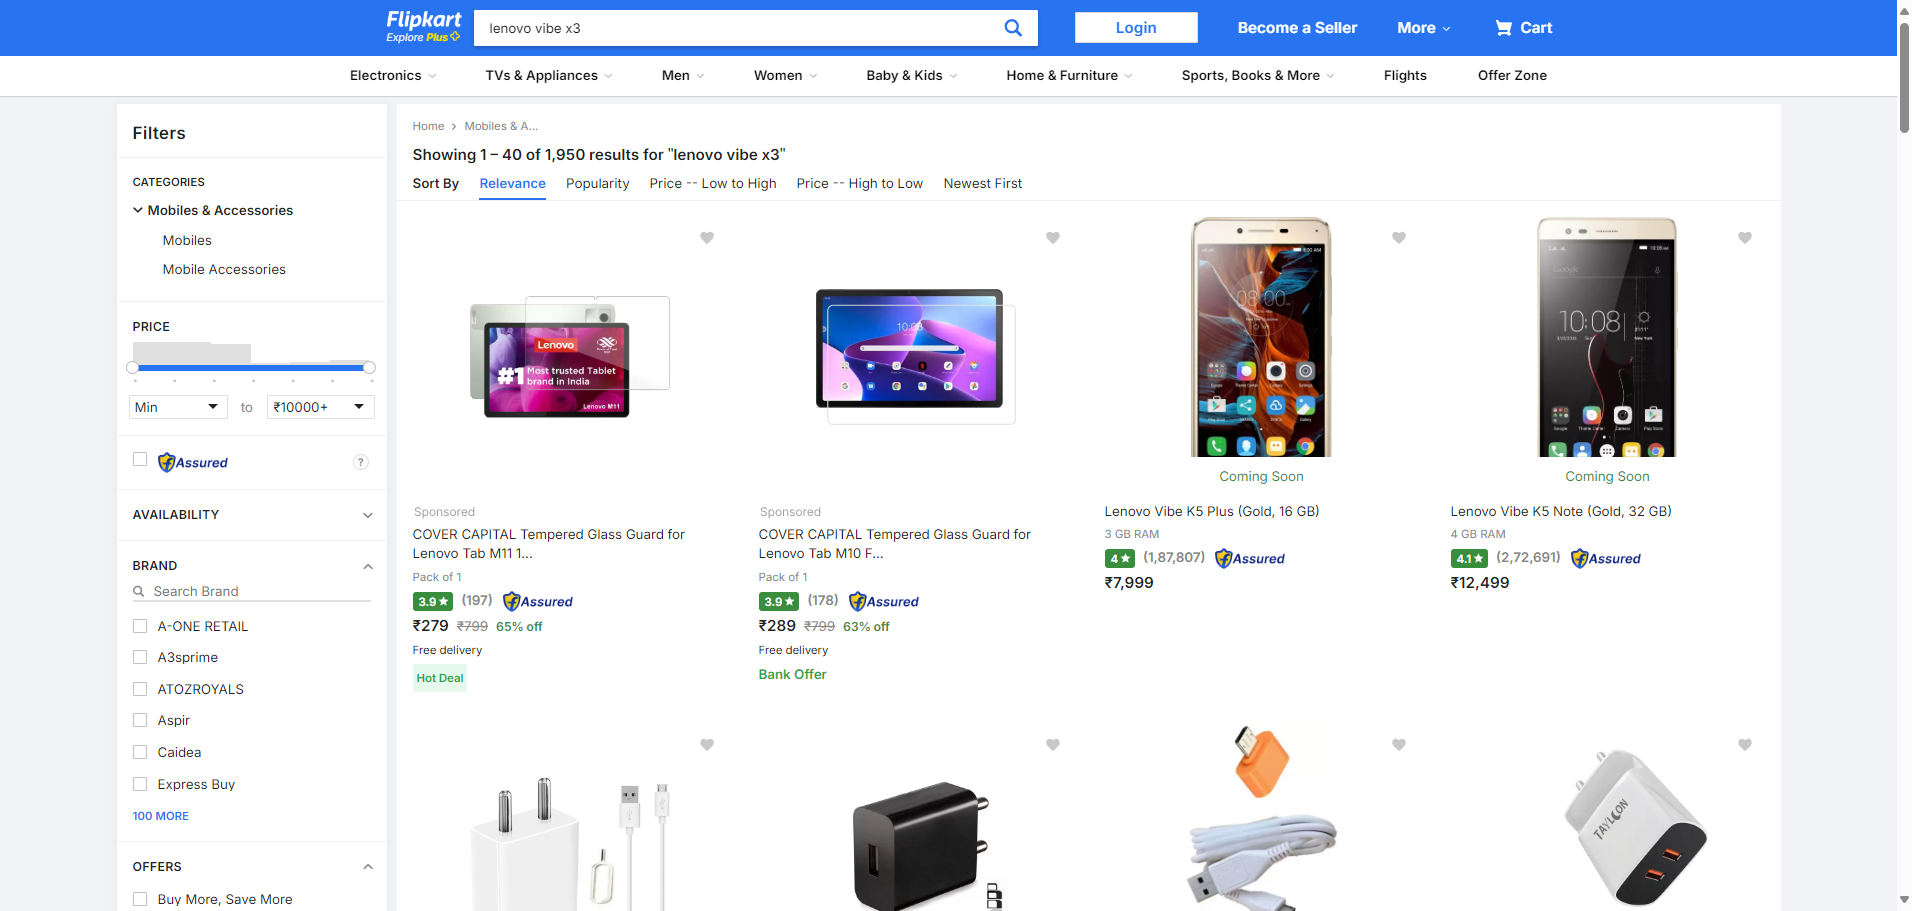 Flipkart
Explore Plus
lenovo vibe x3
Login
Become a Seller
More
Cart
Electronics
TVs & Appliances
Men
Women
Baby & Kids
Home & Furniture
Sports, Books & More
Flights
Offer Zone
Filters
CATEGORIES
Mobiles & Accessories
Mobiles
Mobile Accessories
PRICE
Min
to
₹10000+
Assured
?
AVAILABILITY
BRAND
Search Brand
A-ONE RETAIL
A3sprime
ATOZROYALS
Aspir
Caidea
Express Buy
100 MORE
OFFERS
Buy More, Save More
Home
Mobiles & A...
Showing 1 – 40 of 1,950 results for "lenovo vibe x3"
Sort By
Relevance
Popularity
Price -- Low to High
Price -- High to Low
Newest First
Lenovo
#1 Most trusted Tablet
brand in India
Lenovo M11
Sponsored
COVER CAPITAL Tempered Glass Guard for
Lenovo Tab M11 1...
Pack of 1
3.9 (197) Assured
₹279 ₹799 65% off
Free delivery
Hot Deal
10:08
Sponsored
COVER CAPITAL Tempered Glass Guard for
Lenovo Tab M10 F...
Pack of 1
3.9 (178) Assured
₹289 ₹799 63% off
Free delivery
Bank Offer
08:00
Coming Soon
Lenovo Vibe K5 Plus (Gold, 16 GB)
3 GB RAM
4 (1,87,807) Assured
₹7,999
Google
10:08
Coming Soon
Lenovo Vibe K5 Note (Gold, 32 GB)
4 GB RAM
4.1 (2,72,691) Assured
₹12,499
TAYLOON